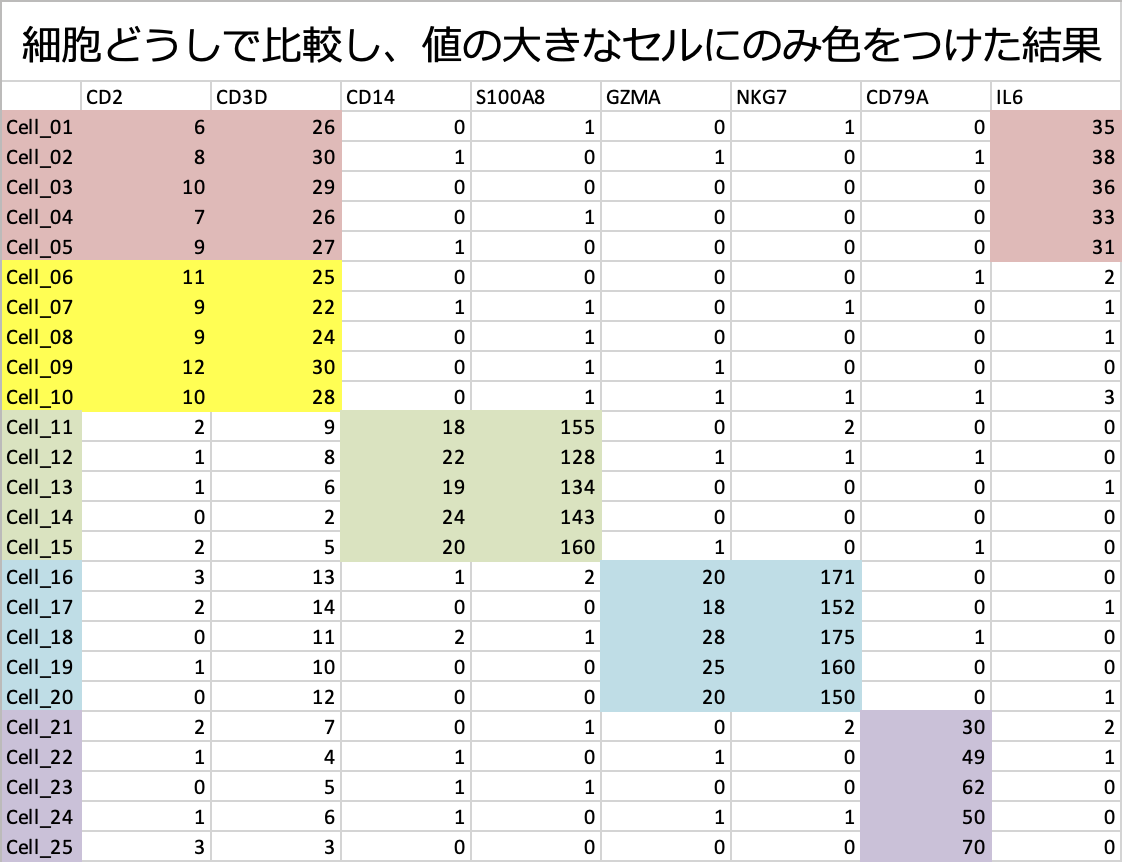 細胞どうしで比較し、値の大きなセルにのみ色をつけた結果
CD2 CD3D CD14 S100A8 GZMA NKG7 CD79A IL6
Cell_01 6 26 0 1 0 1 0 35
Cell_02 8 30 1 0 1 0 1 38
Cell_03 10 29 0 0 0 0 0 36
Cell_04 7 26 0 1 0 0 0 33
Cell_05 9 27 1 0 0 0 0 31
Cell_06 11 25 0 0 0 0 1 2
Cell_07 9 22 1 1 0 1 0 1
Cell_08 9 24 0 1 0 0 0 1
Cell_09 12 30 0 1 1 0 0 0
Cell_10 10 28 0 1 1 1 1 3
Cell_11 2 9 18 155 0 2 0 0
Cell_12 1 8 22 128 1 1 1 0
Cell_13 1 6 19 134 0 0 0 1
Cell_14 0 2 24 143 0 0 0 0
Cell_15 2 5 20 160 1 0 1 0
Cell_16 3 13 1 2 20 171 0 0
Cell_17 2 14 0 0 18 152 0 1
Cell_18 0 11 2 1 28 175 1 0
Cell_19 1 10 0 0 25 160 0 0
Cell_20 0 12 0 0 20 150 0 1
Cell_21 2 7 0 1 0 2 30 2
Cell_22 1 4 1 0 1 0 49 1
Cell_23 0 5 1 1 0 0 62 0
Cell_24 1 6 1 0 1 1 50 0
Cell_25 3 3 0 0 0 0 70 0